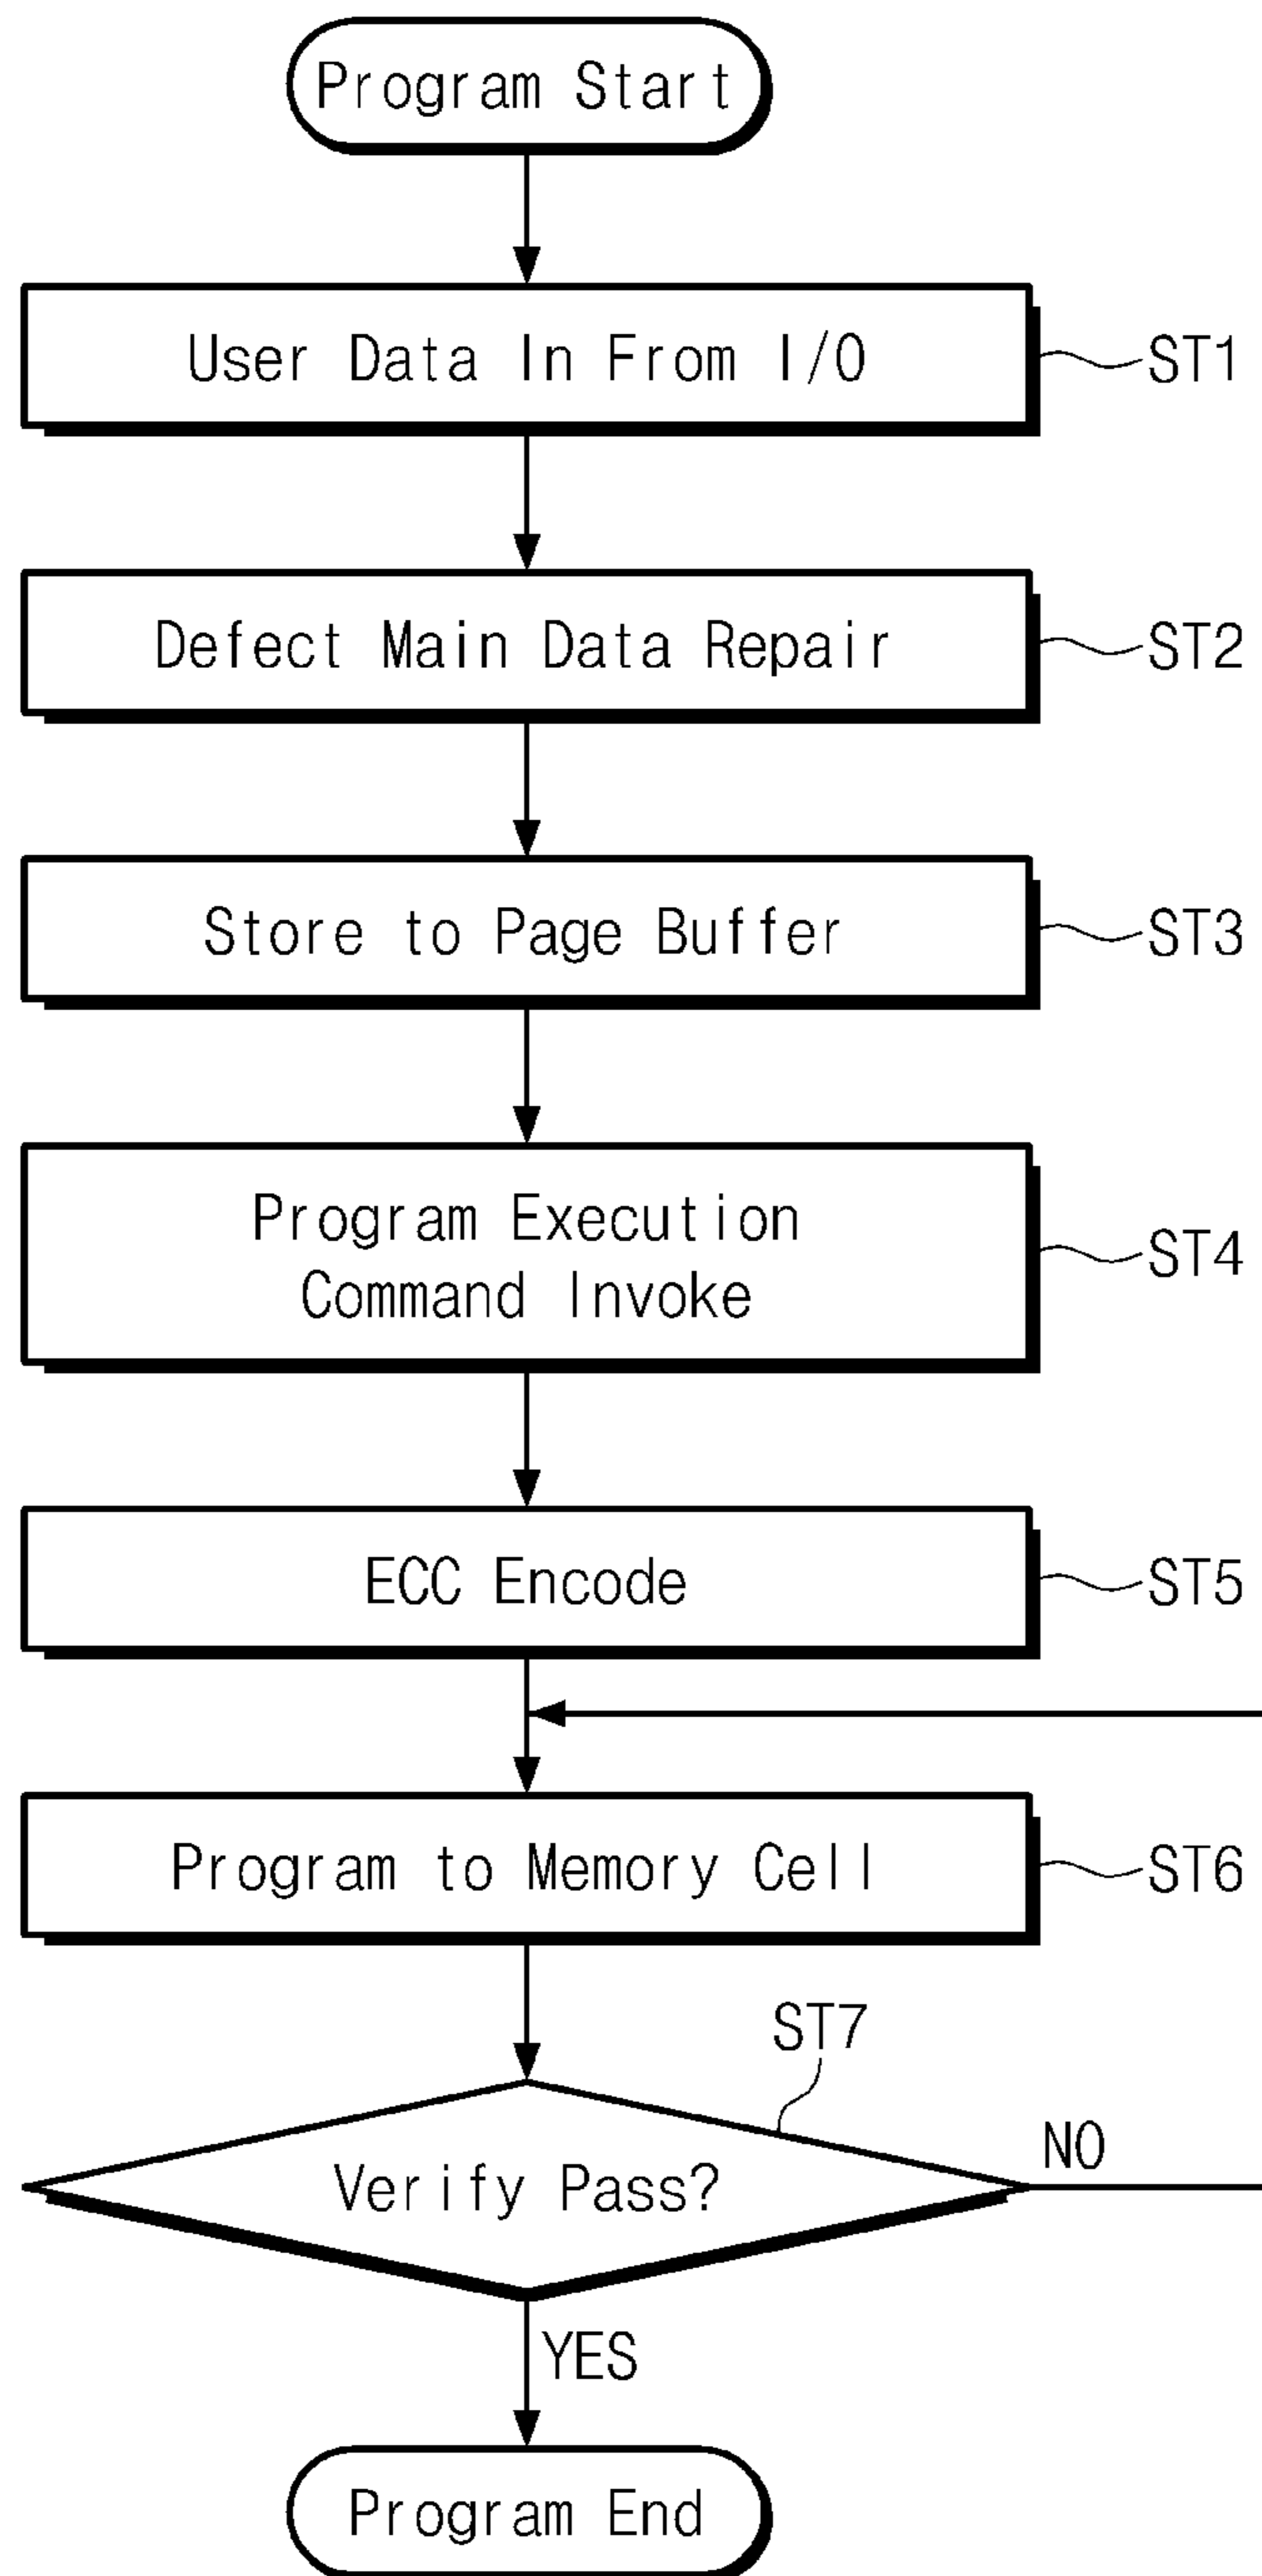 Program Start
User Data In From I/O
ST1
Defect Main Data Repair
ST2
Store to Page Buffer
ST3
Program Execution
Command Invoke
ST4
ECC Encode
ST5
Program to Memory Cell
ST6
ST7
Verify Pass?
NO
YES
Program End